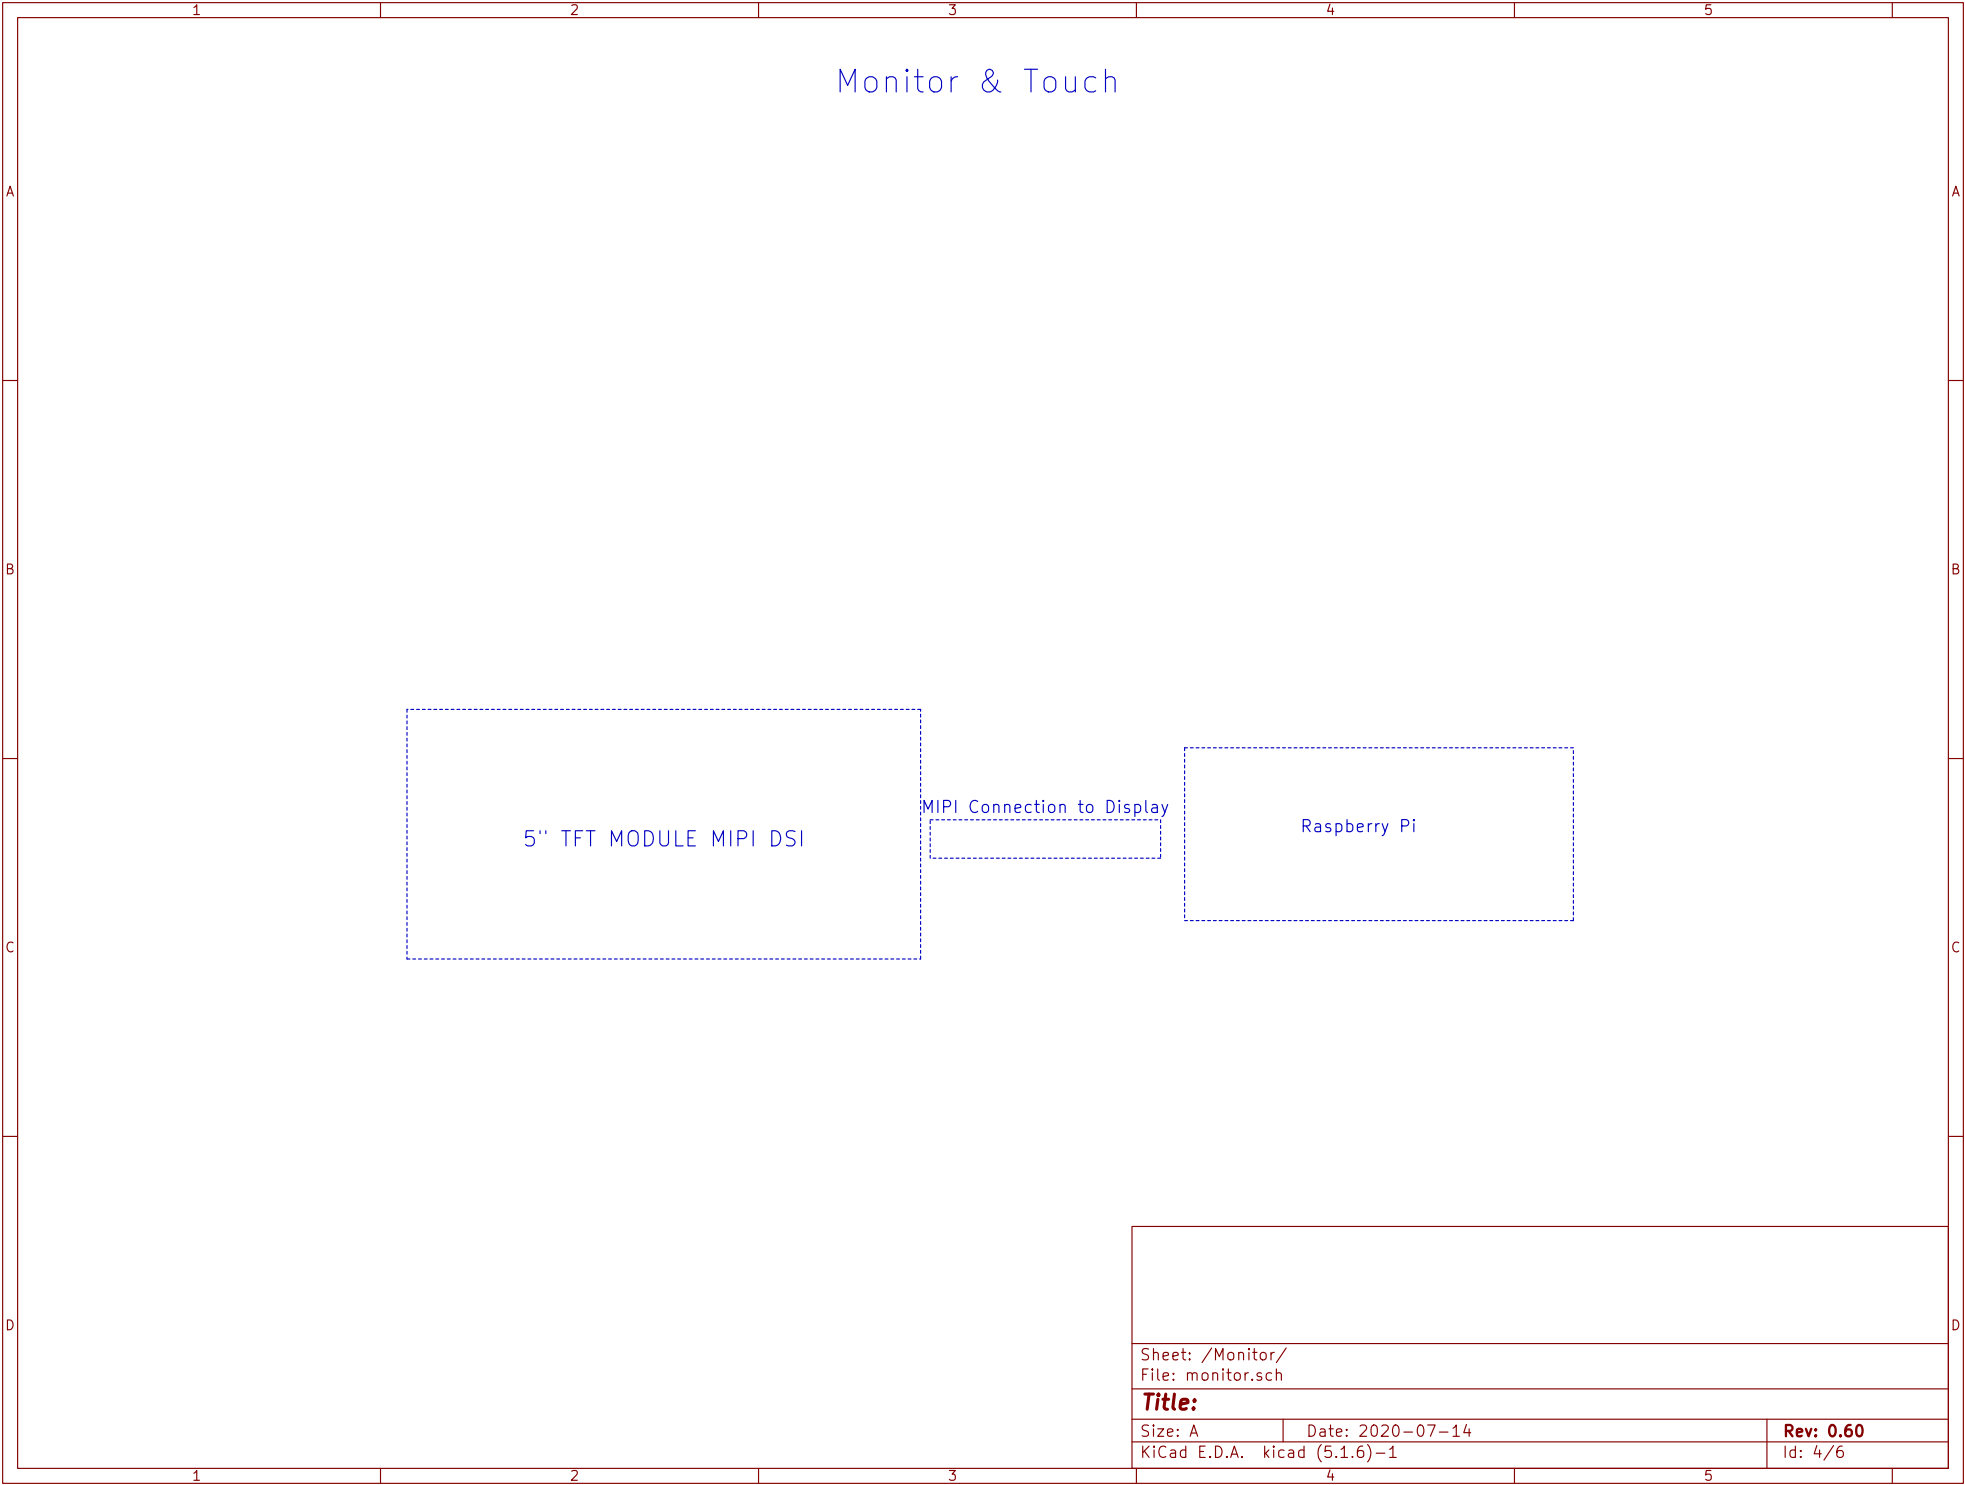 1 2 3 4 5
Monitor & Touch
A A
B B
MIPI Connection to Display
Raspberry Pi
5'' TFT MODULE MIPI DSI
C C
D D
Sheet: /Monitor/
File: monitor.sch
Title:
Size: A Date: 2020-07-14 Rev: 0.60
KiCad E.D.A. kicad (5.1.6)-1 Id: 4/6
1 2 3 4 5